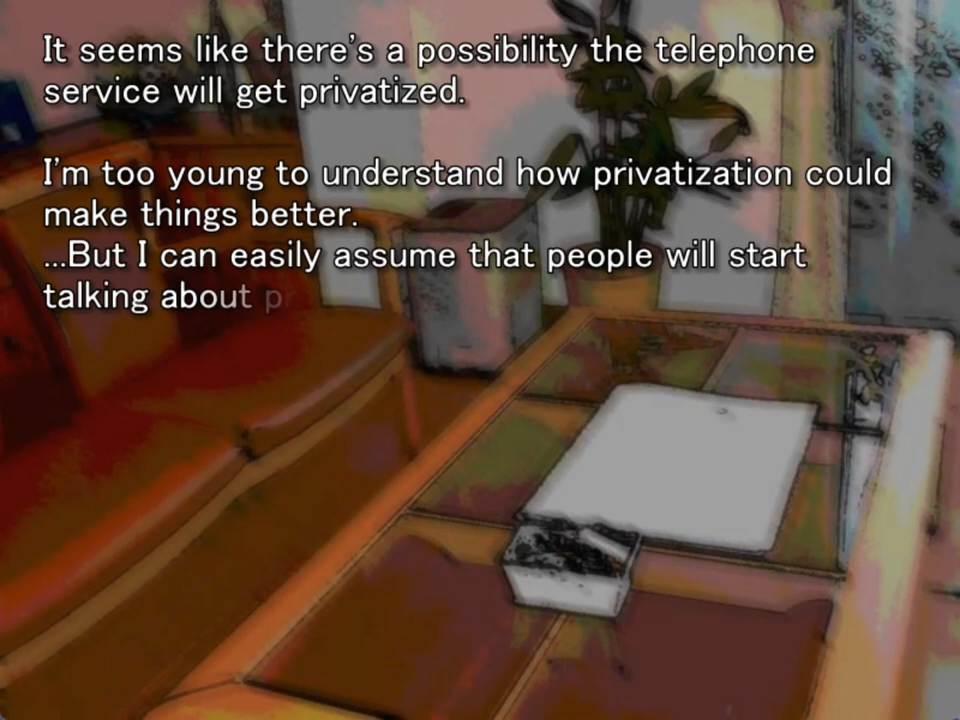 It seems like there's a possibility the telephone
service will get privatized.
I'm too young to understand how privatization could
make things better.
...But I can easily assume that people will start
talking about